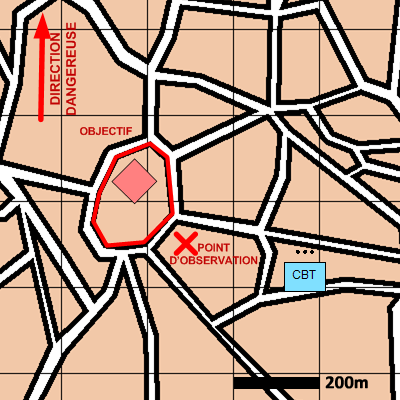 DIRECTION
DANGEREUSE
OBJECTIF
POINT
D'OBSERVATION
CBT
200m